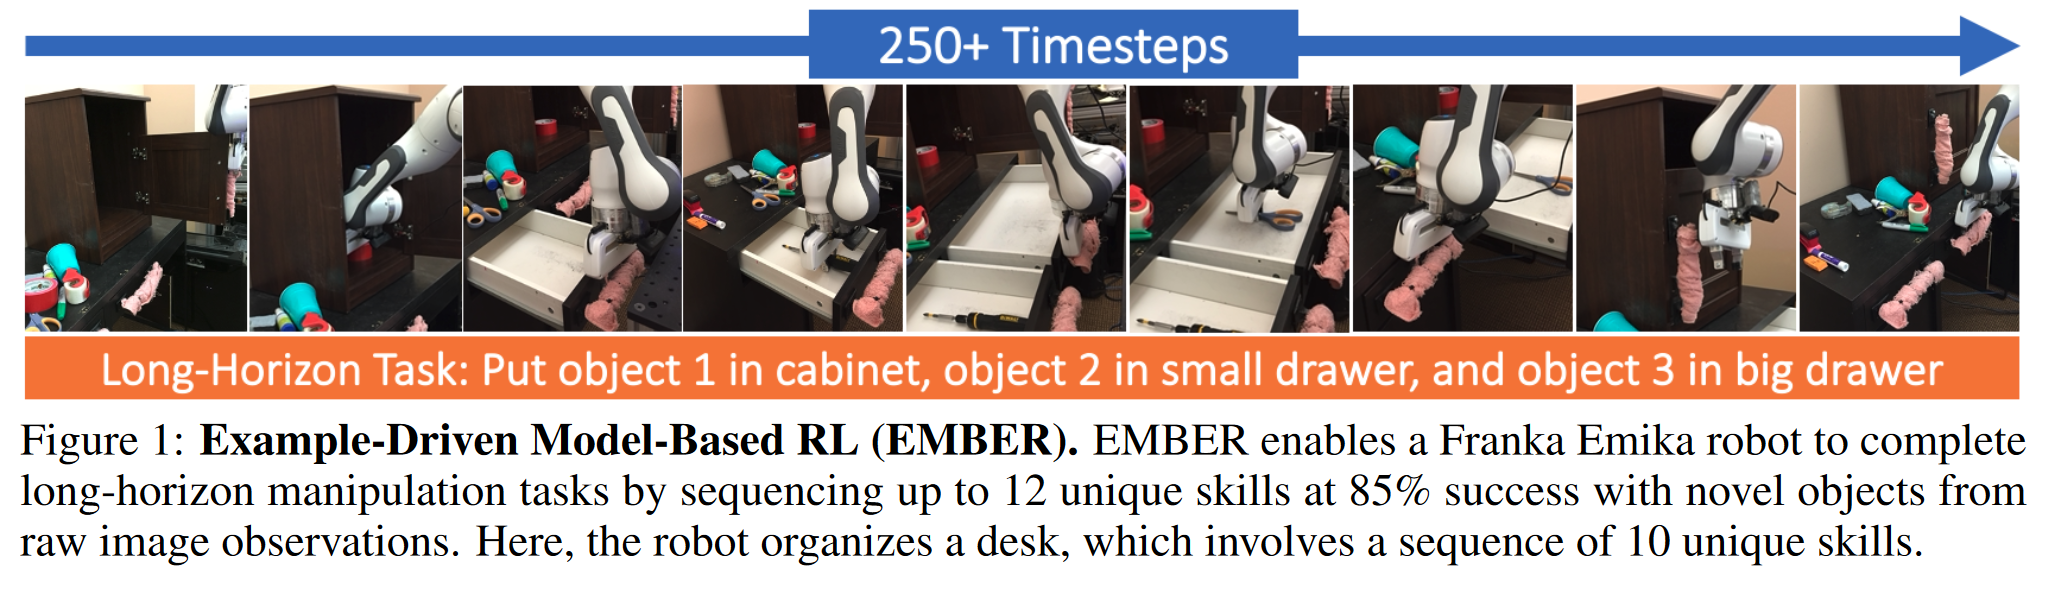 250+ Timesteps
Long-Horizon Task: Put object 1 in cabinet, object 2 in small drawer, and object 3 in big drawer
Figure 1: Example-Driven Model-Based RL (EMBER). EMBER enables a Franka Emika robot to complete
long-horizon manipulation tasks by sequencing up to 12 unique skills at 85% success with novel objects from
raw image observations. Here, the robot organizes a desk, which involves a sequence of 10 unique skills.